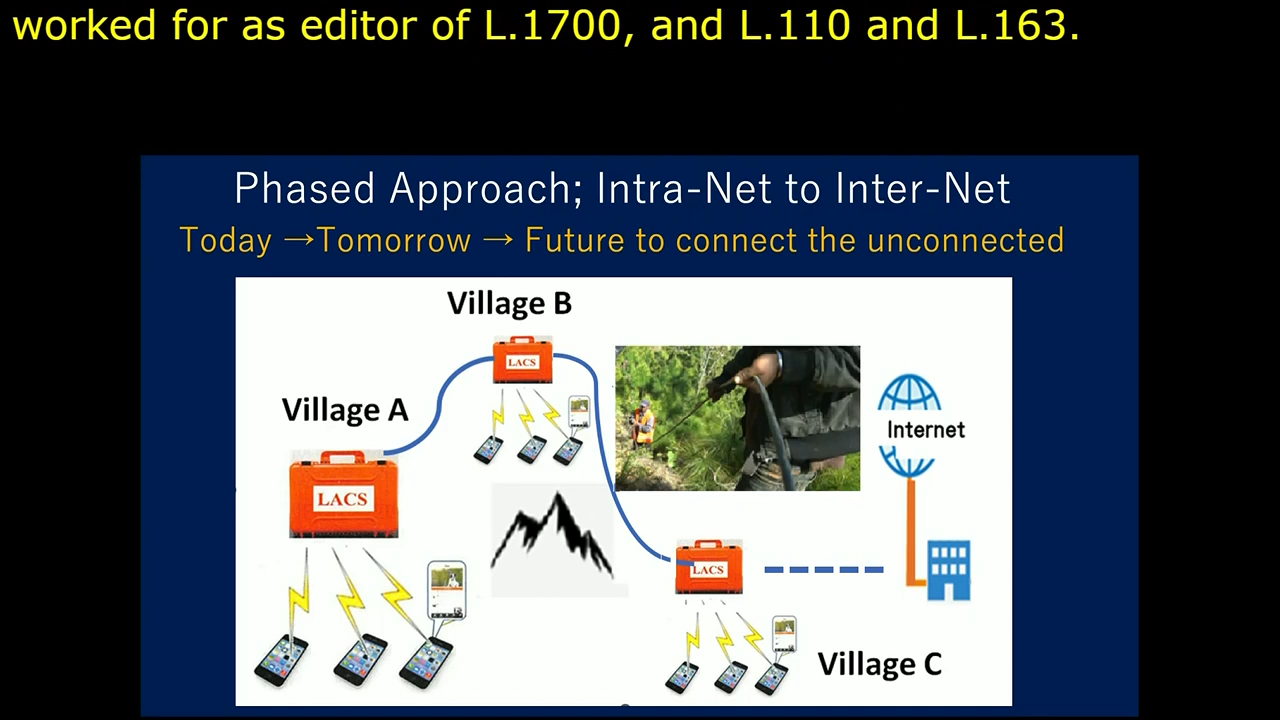 worked for as editor of L.1700, and L.110 and L.163.
Phased Approach; Intra-Net to Inter-Net
Today →Tomorrow → Future to connect the unconnected
Village B
LACS
Village A
LACS
Internet
LACS
Village C